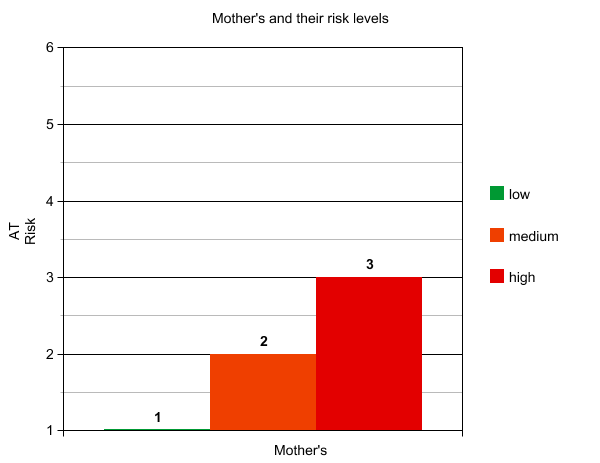 Mother's and their risk levels
6
5
4
3
2
1
AT
Risk
1
2
3
Mother's
low
medium
high